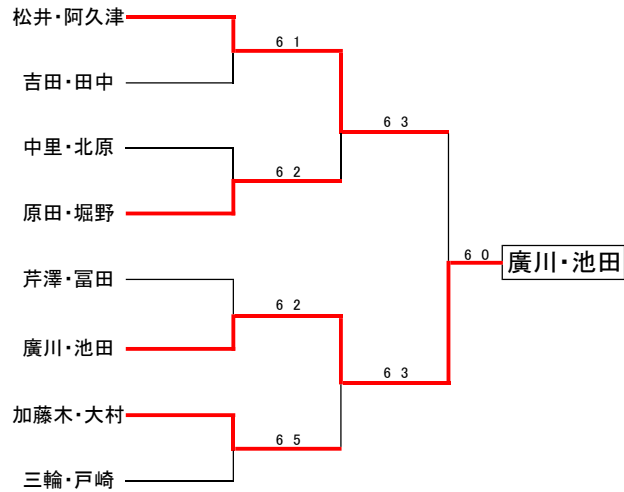 松井・阿久津
6 1
吉田・田中
6 3
中里・北原
6 2
原田・堀野
6 0
廣川・池田
芹澤・冨田
6 2
廣川・池田
6 3
加藤木・大村
6 5
三輪・戸崎